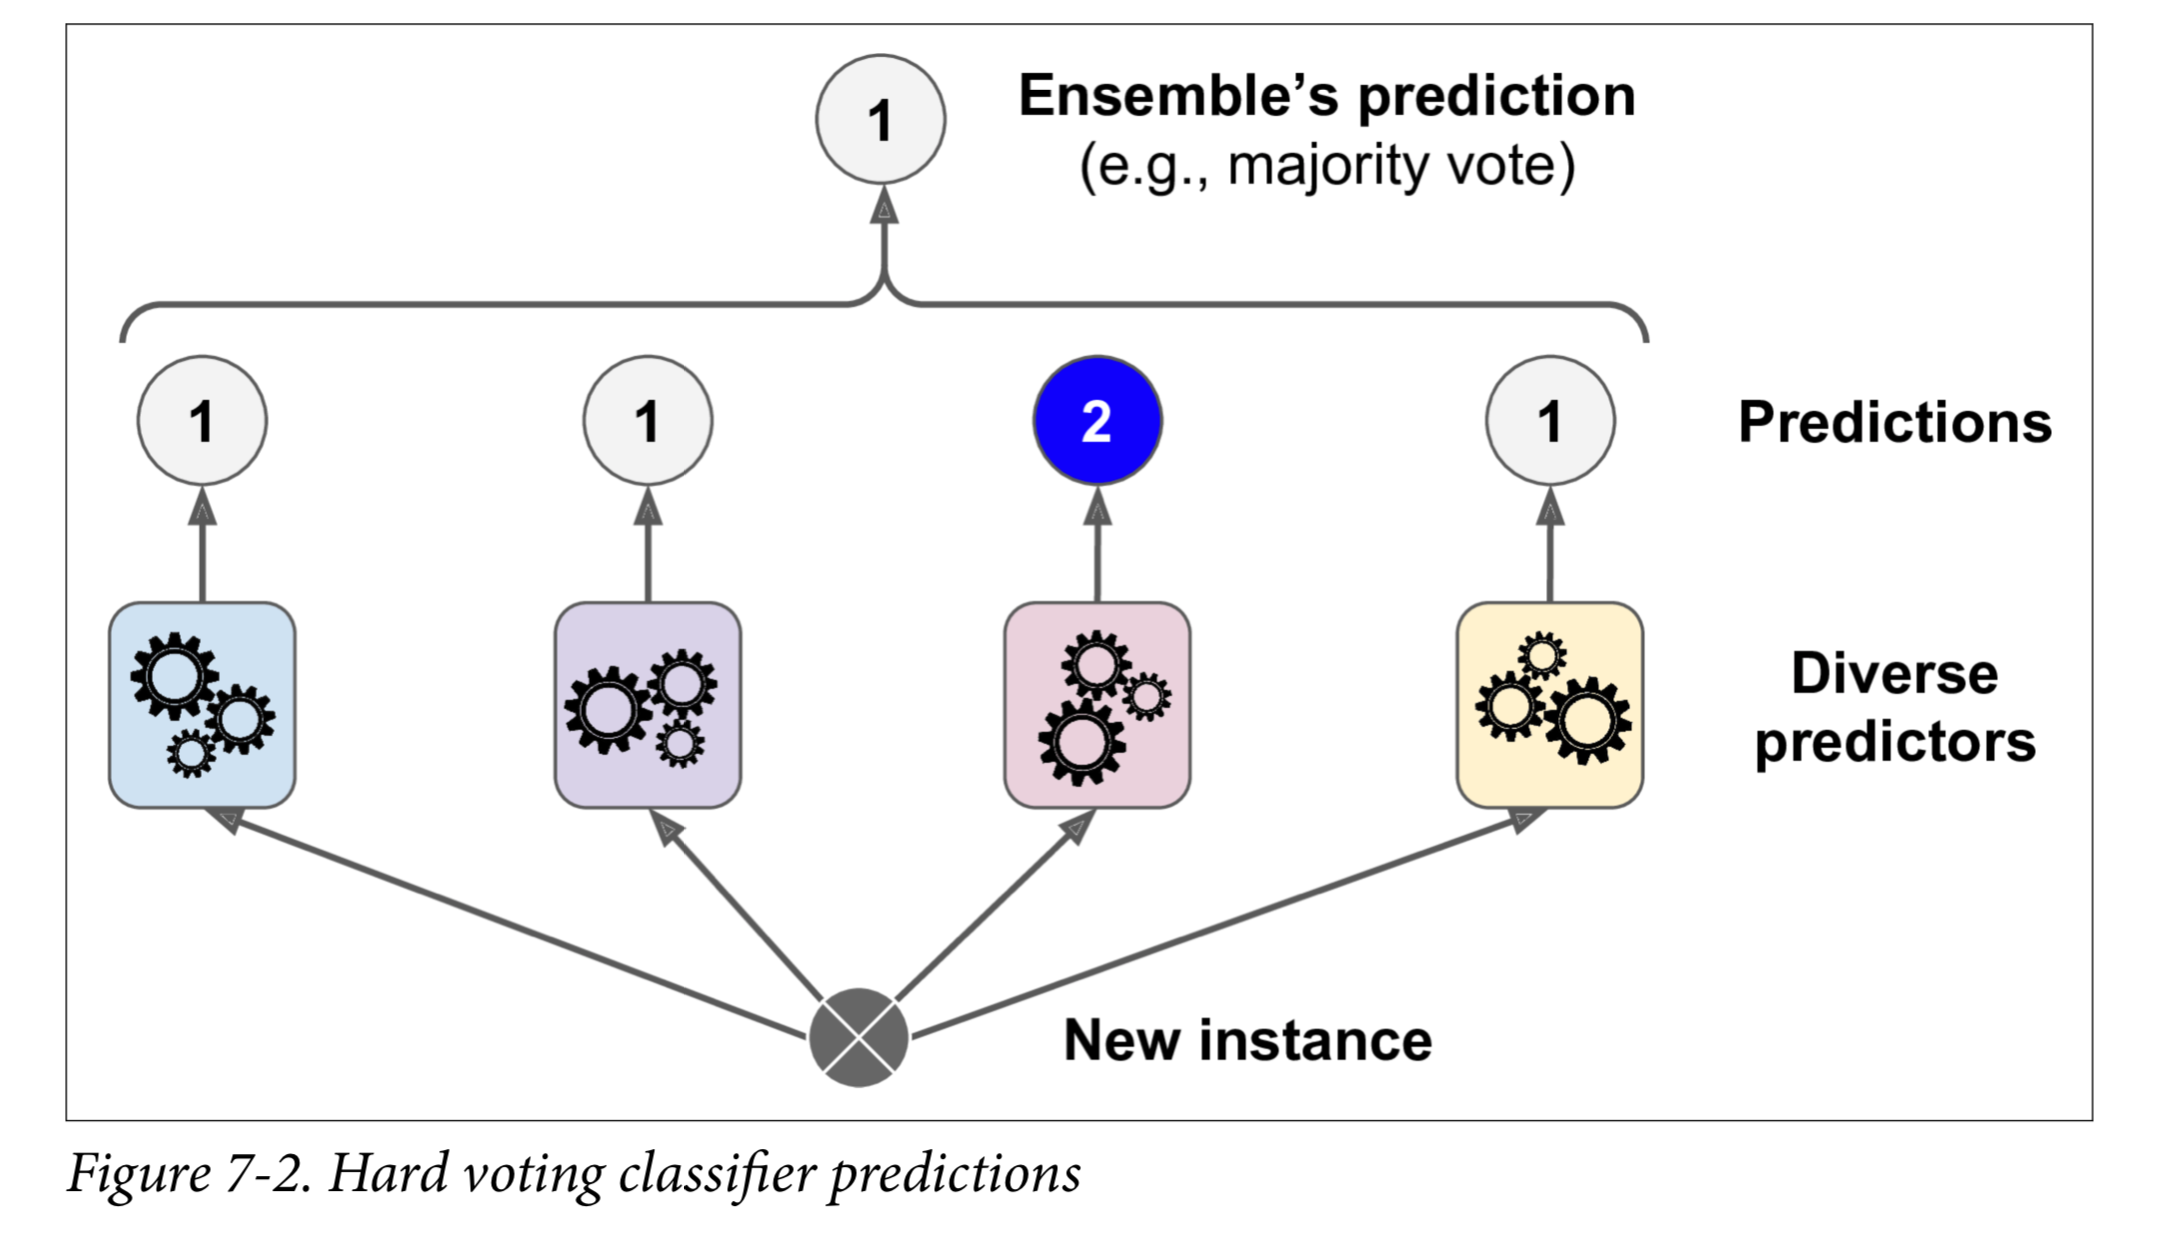 1
Ensemble’s prediction
(e.g., majority vote)
1 1 2 1 Predictions
Diverse
predictors
New instance
Figure 7-2. Hard voting classifier predictions